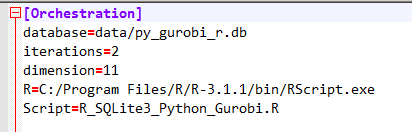 [Orchestration]
database=data/py_gurobi_r.db
iterations=2
dimension=11
R=C:/Program Files/R/R-3.1.1/bin/RScript.exe
Script=R_SQLite3_Python_Gurobi.R